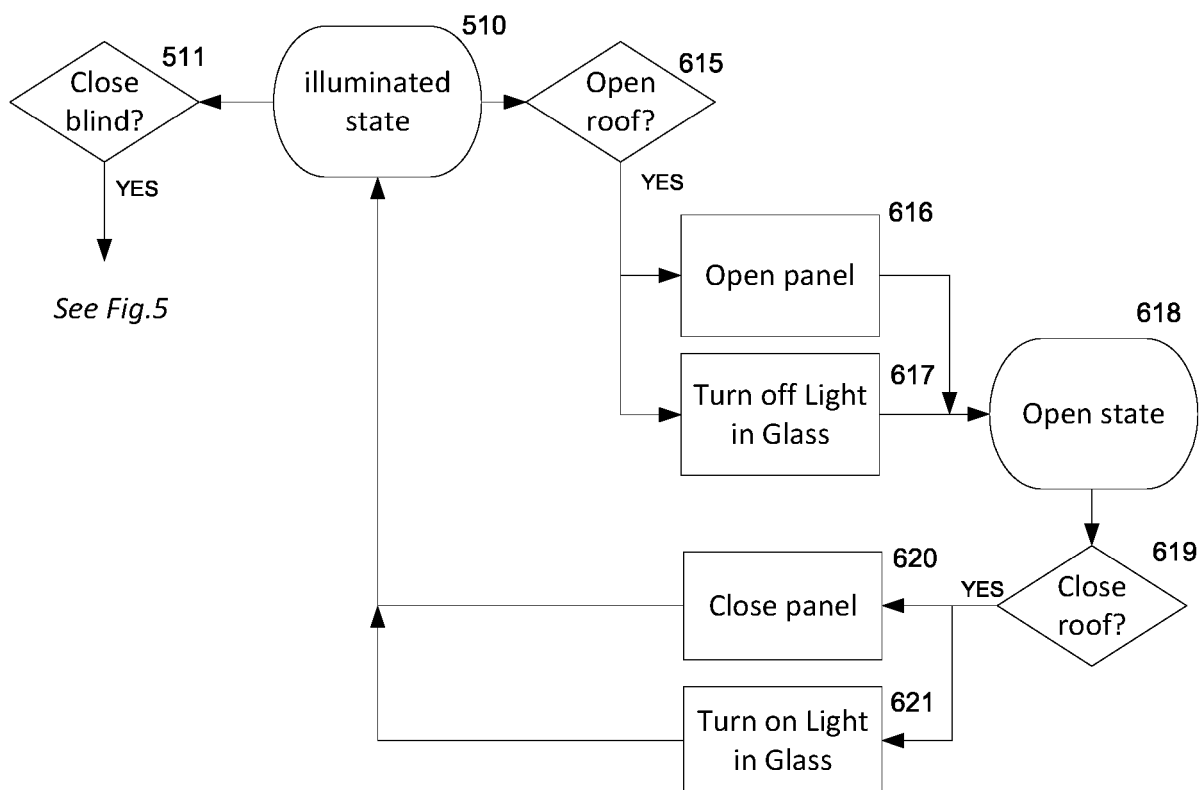 510
511
Close
blind?
illuminated
state
615
Open
roof?
YES
YES
See Fig.5
616
Open panel
617
Turn off Light
in Glass
618
Open state
619
Close
roof?
YES
620
Close panel
621
Turn on Light
in Glass